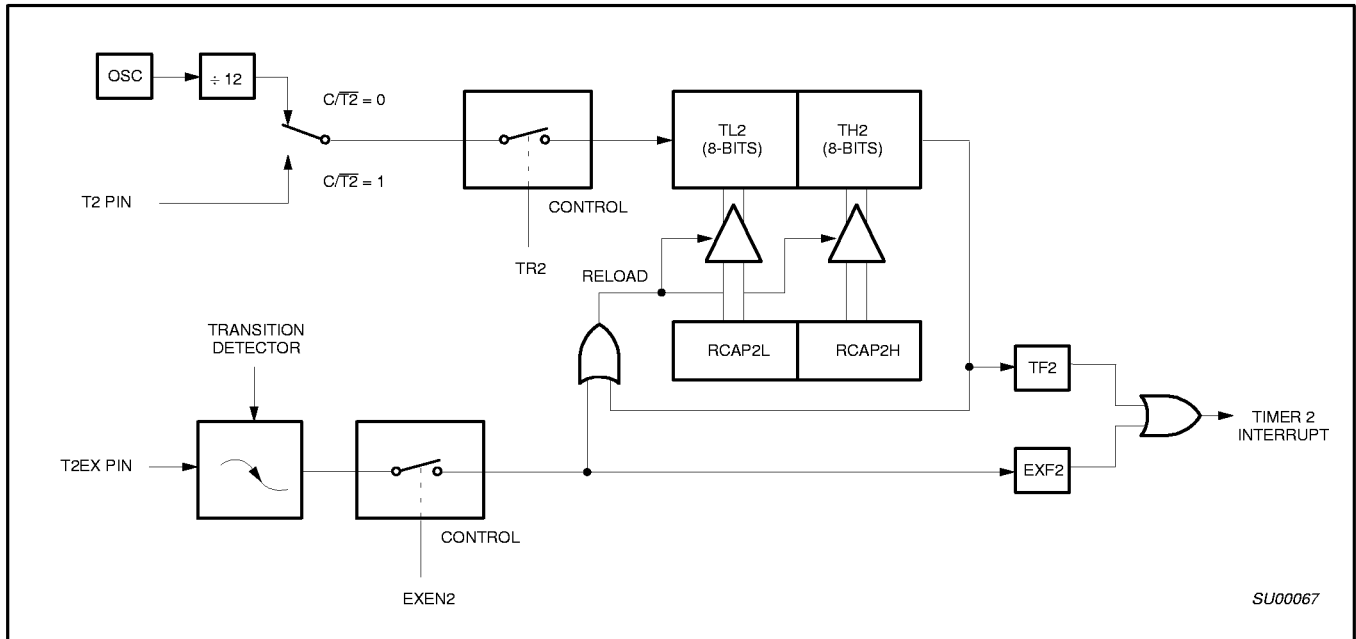 OSC
÷ 12
C/T2̅ = 0
C/T2̅ = 1
T2 PIN
CONTROL
TR2
TL2
(8-BITS)
TH2
(8-BITS)
RELOAD
RCAP2L
RCAP2H
TRANSITION
DETECTOR
T2EX PIN
CONTROL
EXEN2
TF2
EXF2
TIMER 2
INTERRUPT
SU00067